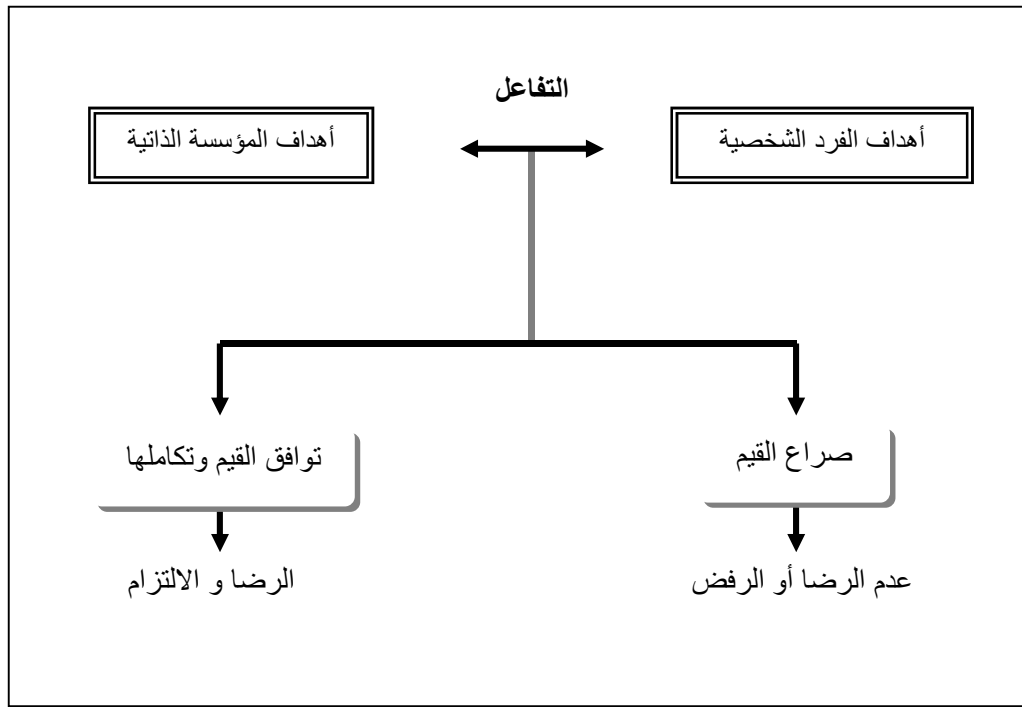 التفاعل
أهداف الفرد الشخصية
أهداف المؤسسة الذاتية
صراع القيم
توافق القيم وتكاملها
عدم الرضا أو الرفض
الرضا و الالتزام